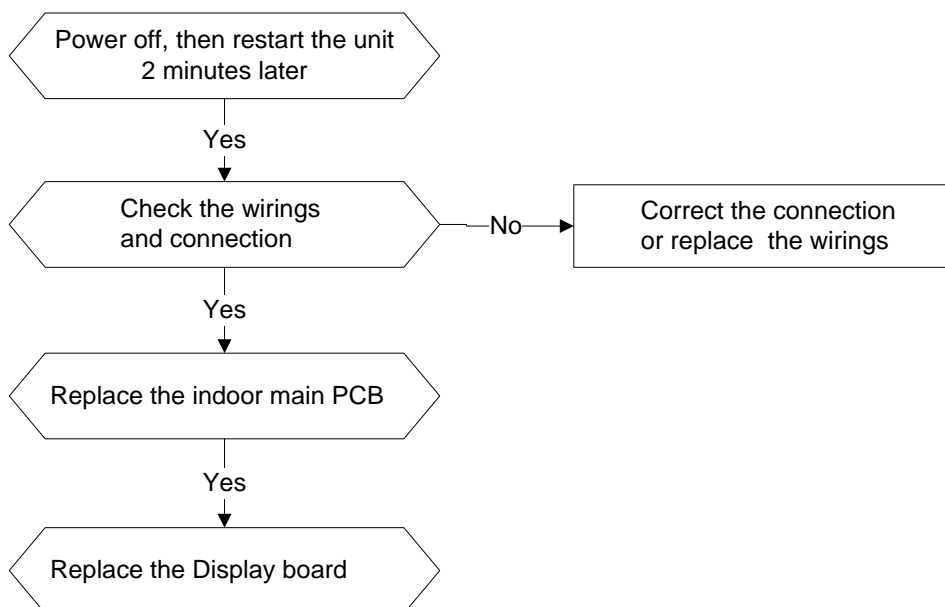 Power off, then restart the unit
2 minutes later
Yes
Check the wirings
and connection
No
Correct the connection
or replace  the wirings
Yes
Replace the indoor main PCB
Yes
Replace the Display board